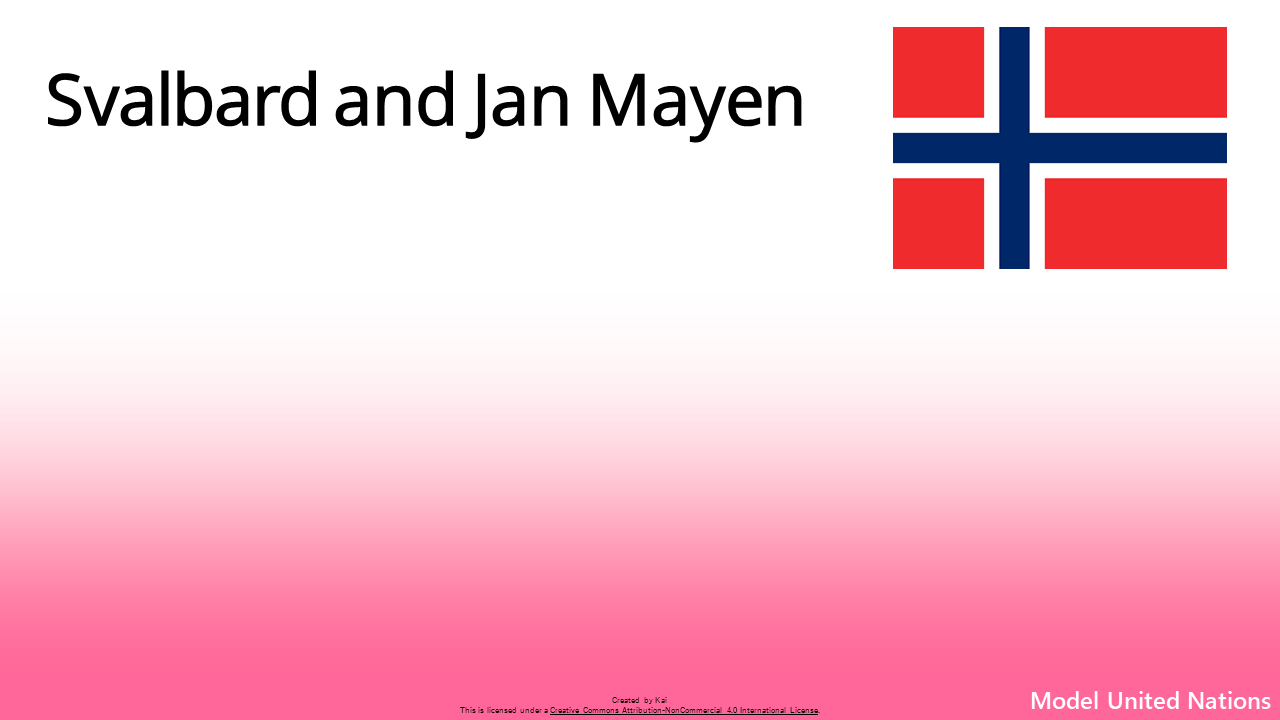 Svalbard and Jan Mayen
Created by Kai
This is licensed under a Creative Commons Attribution-NonCommercial 4.0 International License.
Model United Nations